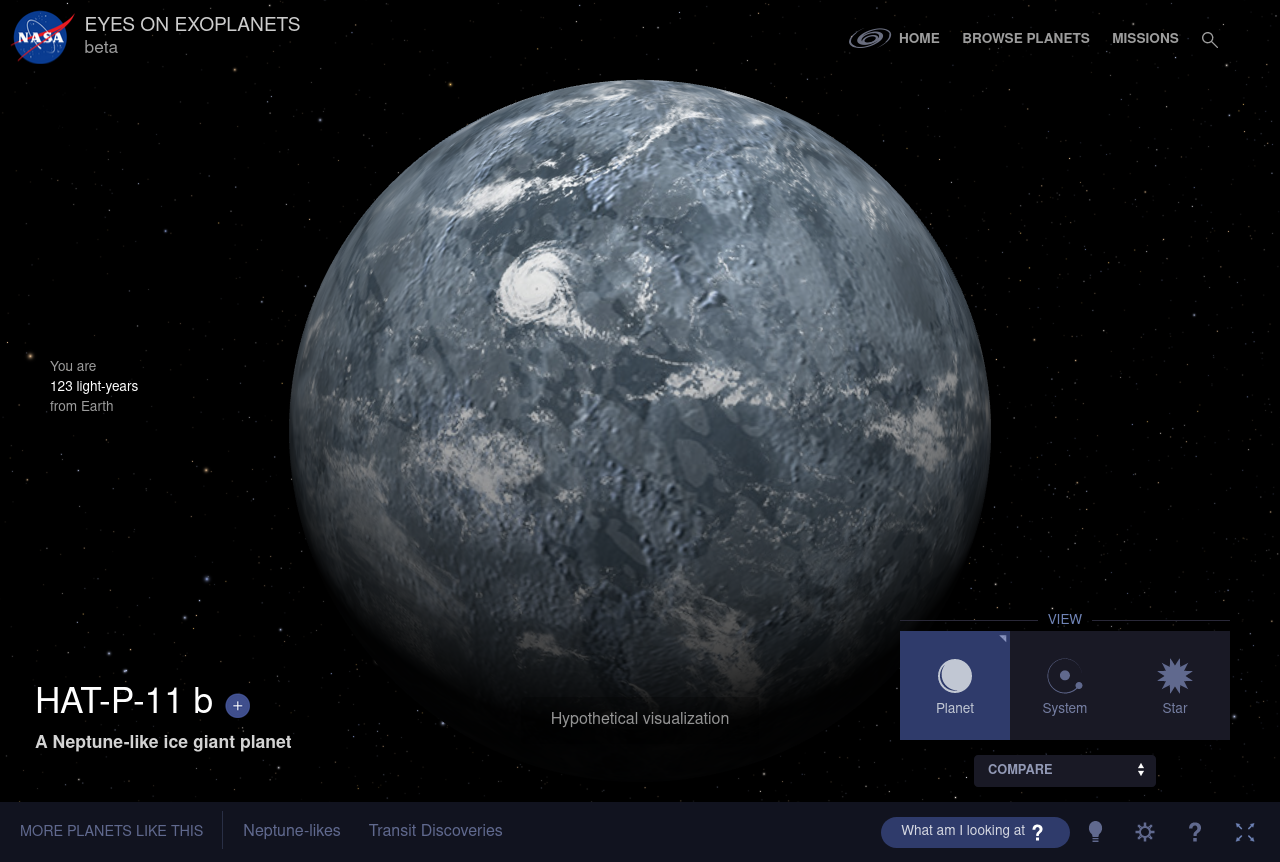 NASA
EYES ON EXOPLANETS
beta
HOME
BROWSE PLANETS
MISSIONS
You are
123 light-years
from Earth
HAT-P-11 b +
A Neptune-like ice giant planet
Hypothetical visualization
VIEW
Planet
System
Star
COMPARE
MORE PLANETS LIKE THIS
Neptune-likes
Transit Discoveries
What am I looking at ?
?